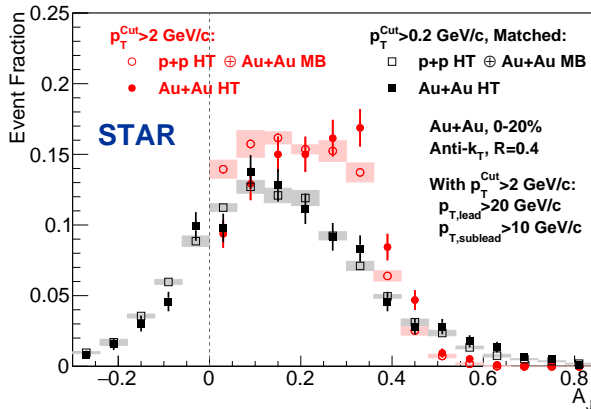 p_T^Cut>2 GeV/c:
p+p HT ⊕ Au+Au MB
Au+Au HT
p_T^Cut>0.2 GeV/c, Matched:
p+p HT ⊕ Au+Au MB
Au+Au HT
STAR
Au+Au, 0-20%
Anti-k_T, R=0.4
With p_T^Cut>2 GeV/c:
p_T,lead>20 GeV/c
p_T,sublead>10 GeV/c
Event Fraction
0.25
0.2
0.15
0.1
0.05
0
−0.2
0
0.2
0.4
0.6
0.8